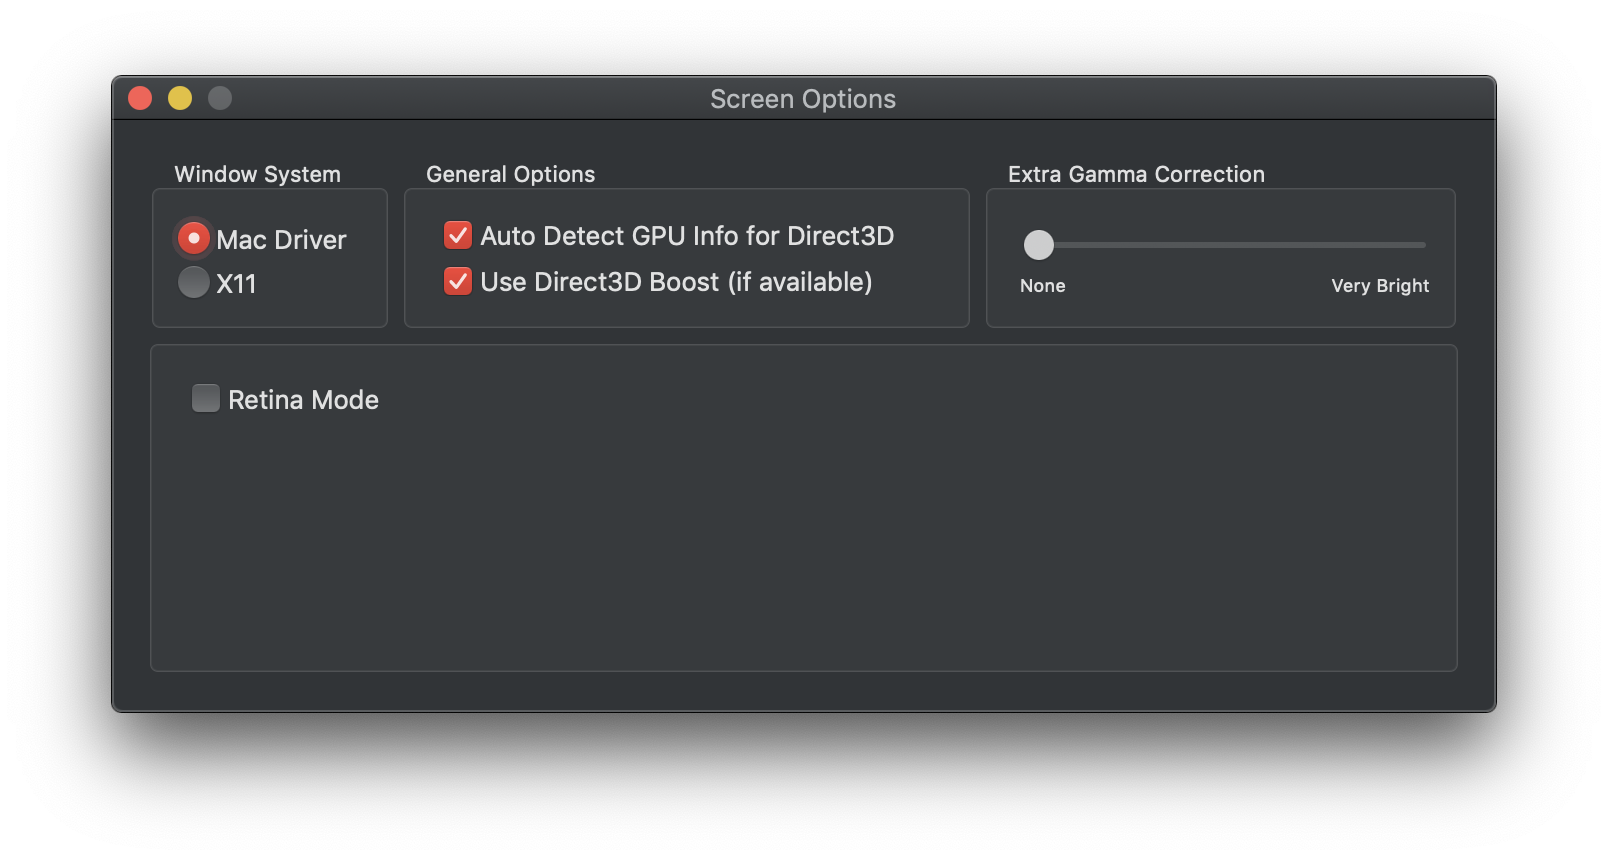 Screen Options
Window System
Mac Driver
X11
General Options
Auto Detect GPU Info for Direct3D
Use Direct3D Boost (if available)
Extra Gamma Correction
None
Very Bright
Retina Mode